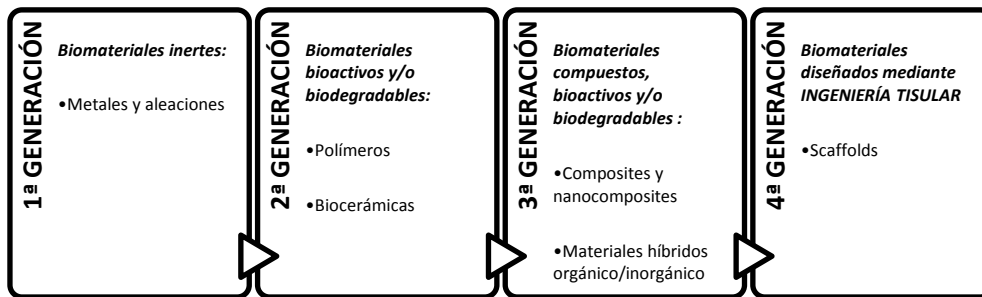 1ª GENERACIÓN
Biomateriales inertes:
•Metales y aleaciones
2ª GENERACIÓN
Biomateriales
bioactivos y/o
biodegradables:
•Polímeros
•Biocerámicas
3ª GENERACIÓN
Biomateriales
compuestos,
bioactivos y/o
biodegradables :
•Composites y
nanocomposites
•Materiales híbridos
orgánico/inorgánico
4ª GENERACIÓN
Biomateriales
diseñados mediante
INGENIERÍA TISULAR
•Scaffolds